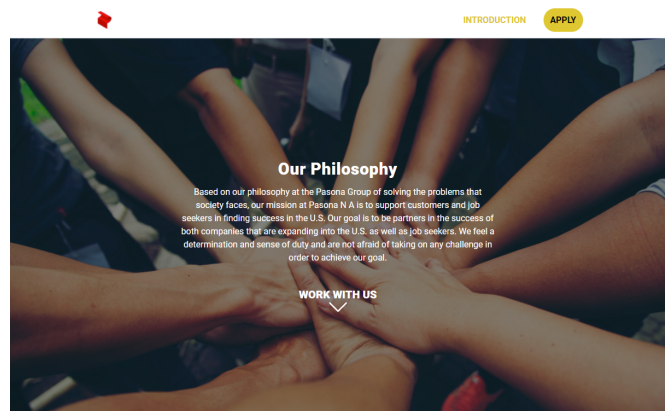 INTRODUCTION
APPLY
Our Philosophy
Based on our philosophy at the Pasona Group of solving the problems that
society faces, our mission at Pasona N A is to support customers and job
seekers in finding success in the U.S. Our goal is to be partners in the success of
both companies that are expanding into the U.S. as well as job seekers. We feel a
determination and sense of duty and are not afraid of taking on any challenge in
order to achieve our goal.
WORK WITH US